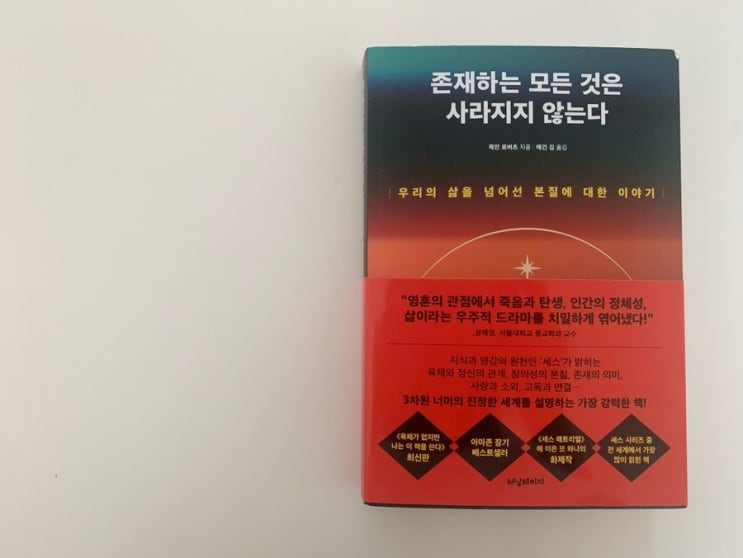 존재하는 모든 것은
사라지지 않는다
제인 로버츠 지음 | 매건 김 옮김
우리의 삶을 넘어선 본질에 대한 이야기
“영혼의 관점에서 죽음과 탄생, 인간의 정체성,
삶이라는 우주적 드라마를 치밀하게 엮어냈다!”
_성해영, 서울대학교 종교학과 교수
지식과 영감의 원천인 ‘세스’가 밝히는
육체와 정신의 관계, 창의성의 본질, 존재의 의미,
사랑과 소외, 고독과 연결…
3차원 너머의 진정한 세계를 설명하는 가장 강력한 책!
《육체가 없지만
나는 이 책을 쓴다》
최신판
아마존 장기
베스트셀러
《세스 매트리얼》
에 이은 또 하나의
화제작
세스 시리즈 중
전 세계에서 가장
많이 읽힌 책
터닝페이지